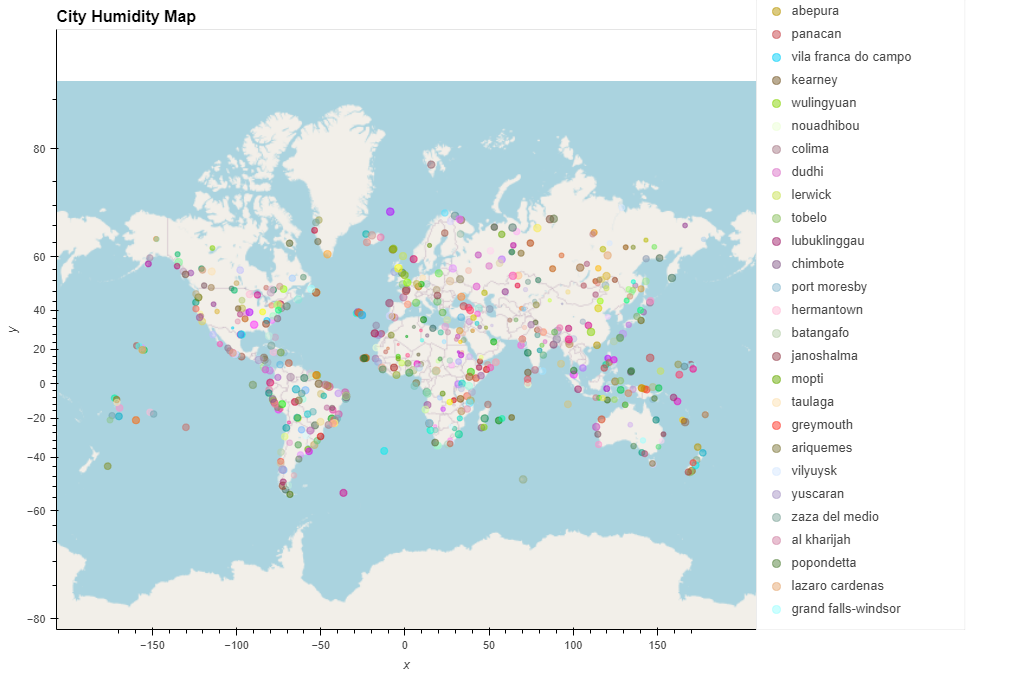 City Humidity Map
y
80
60
40
20
0
−20
−40
−60
−80
−150
−100
−50
0
50
100
150
x
abepura
panacan
vila franca do campo
kearney
wulingyuan
nouadhibou
colima
dudhi
lerwick
tobelo
lubuklinggau
chimbote
port moresby
hermantown
batangafo
janoshalma
mopti
taulaga
greymouth
ariquemes
vilyuysk
yuscaran
zaza del medio
al kharijah
popondetta
lazaro cardenas
grand falls-windsor